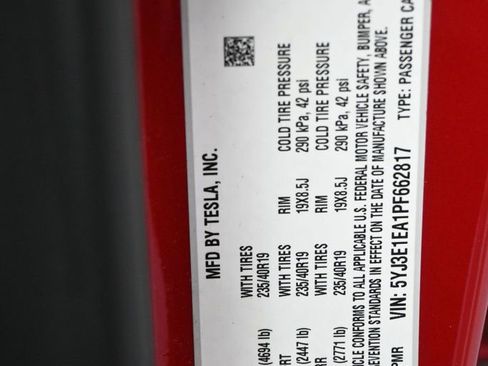 MFD BY TESLA, INC.
WITH TIRES
(4694 lb) 235/40R19
RT WITH TIRES RIM COLD TIRE PRESSURE
(2447 lb) 235/40R19 19X8.5J 290 kPa, 42 psi
RR WITH TIRES RIM COLD TIRE PRESSURE
(2771 lb) 235/40R19 19X8.5J 290 kPa, 42 psi
CONFORMS TO ALL APPLICABLE U.S. FEDERAL MOTOR VEHICLE SAFETY, BUMPER,
STANDARDS IN EFFECT ON THE DATE OF MANUFACTURE SHOWN ABOVE.
PMR VIN: 5YJ3E1EA1PF662817 TYPE: PASSENGER CA